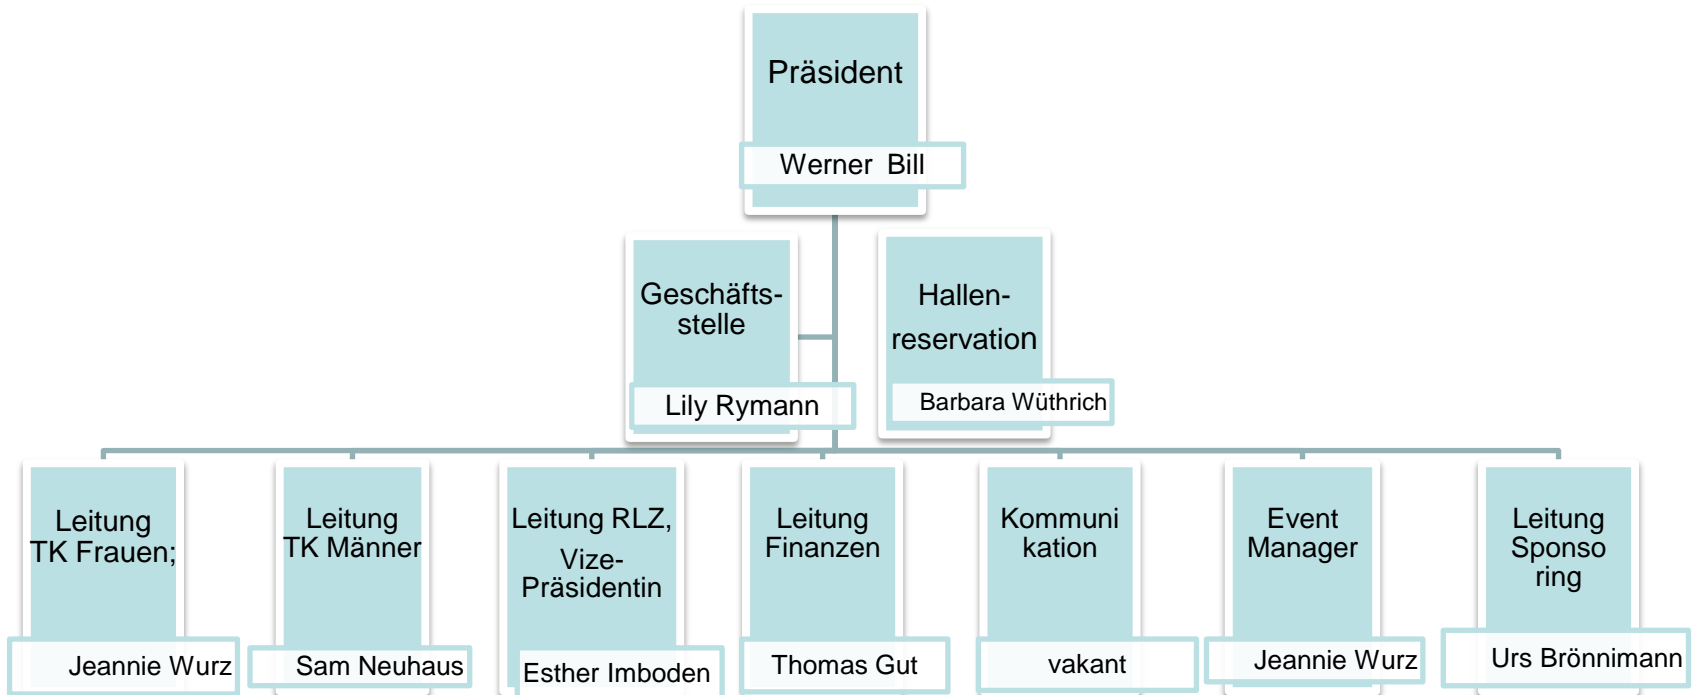 Präsident
Werner Bill
Geschäfts-
stelle
Lily Rymann
Hallen-
reservation
Barbara Wüthrich
Leitung
TK Frauen;
Jeannie Wurz
Leitung
TK Männer
Sam Neuhaus
Leitung RLZ,
Vize-
Präsidentin
Esther Imboden
Leitung
Finanzen
Thomas Gut
Kommuni
kation
vakant
Event
Manager
Jeannie Wurz
Leitung
Sponso
ring
Urs Brönnimann